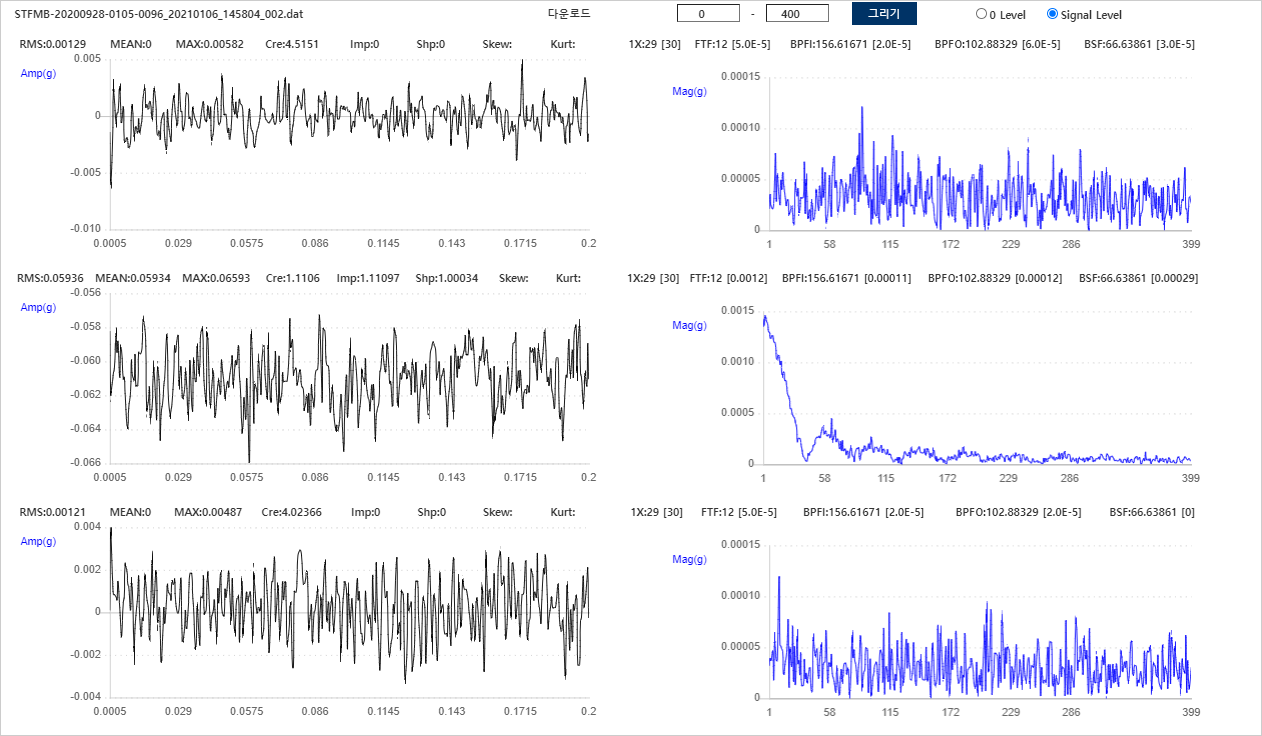 STFMB-20200928-0105-0096_20210106_145804_002.dat 다운로드 0 - 400 그리기 0 Level Signal Level
RMS:0.00129 MEAN:0 MAX:0.00582 Cre:4.5151 Imp:0 Shp:0 Skew: Kurt:
Amp(g)
0.005
0
-0.005
-0.010
0.0005 0.029 0.0575 0.086 0.1145 0.143 0.1715 0.2
1X:29 [30] FTF:12 [5.0E-5] BPFI:156.61671 [2.0E-5] BPFO:102.88329 [6.0E-5] BSF:66.63861 [3.0E-5]
Mag(g)
0.00015
0.00010
0.00005
0
1 58 115 172 229 286 399
RMS:0.05936 MEAN:0.05934 MAX:0.06593 Cre:1.1106 Imp:1.11097 Shp:1.00034 Skew: Kurt:
Amp(g)
-0.056
-0.058
-0.060
-0.062
-0.064
-0.066
0.0005 0.029 0.0575 0.086 0.1145 0.143 0.1715 0.2
1X:29 [30] FTF:12 [0.0012] BPFI:156.61671 [0.00011] BPFO:102.88329 [0.00012] BSF:66.63861 [0.00029]
Mag(g)
0.0015
0.0010
0.0005
0
1 58 115 172 229 286 399
RMS:0.00121 MEAN:0 MAX:0.00487 Cre:4.02366 Imp:0 Shp:0 Skew: Kurt:
Amp(g)
0.004
0.002
0
-0.002
-0.004
0.0005 0.029 0.0575 0.086 0.1145 0.143 0.1715 0.2
1X:29 [30] FTF:12 [5.0E-5] BPFI:156.61671 [2.0E-5] BPFO:102.88329 [2.0E-5] BSF:66.63861 [0]
Mag(g)
0.00015
0.00010
0.00005
0
1 58 115 172 229 286 399